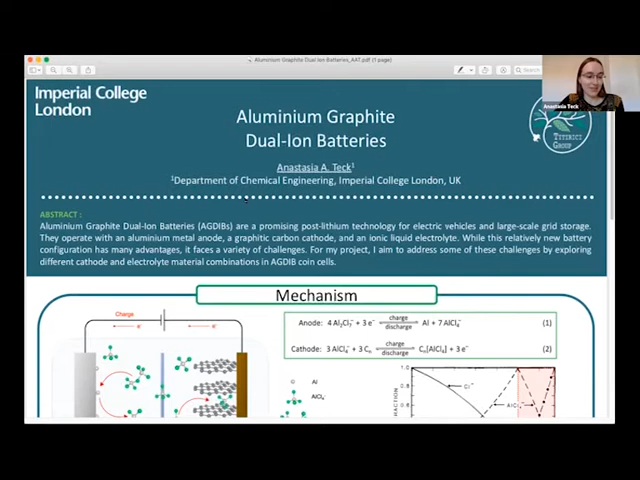 Aluminium Graphite Dual Ion Batteries_AAT.pdf (1 page)
Search
Anastasia Teck
Imperial College
London
Aluminium Graphite
Dual-Ion Batteries
TITIRICI
GROUP
Anastasia A. Teck¹
¹Department of Chemical Engineering, Imperial College London, UK
ABSTRACT :
Aluminium Graphite Dual-Ion Batteries (AGDIBs) are a promising post-lithium technology for electric vehicles and large-scale grid storage.
They operate with an aluminium metal anode, a graphitic carbon cathode, and an ionic liquid electrolyte. While this relatively new battery
configuration has many advantages, it faces a variety of challenges. For my project, I aim to address some of these challenges by exploring
different cathode and electrolyte material combinations in AGDIB coin cells.
Mechanism
Charge
e⁻ e⁻
Anode: 4 Al₂Cl₇⁻ + 3 e⁻ charge discharge Al + 7 AlCl₄⁻ (1)
Cathode: 3 AlCl₄⁻ + 3 Cₙ charge discharge Cₙ[AlCl₄] + 3 e⁻ (2)
Al
AlCl₄⁻
1.0
0.8
0.6
Cl⁻